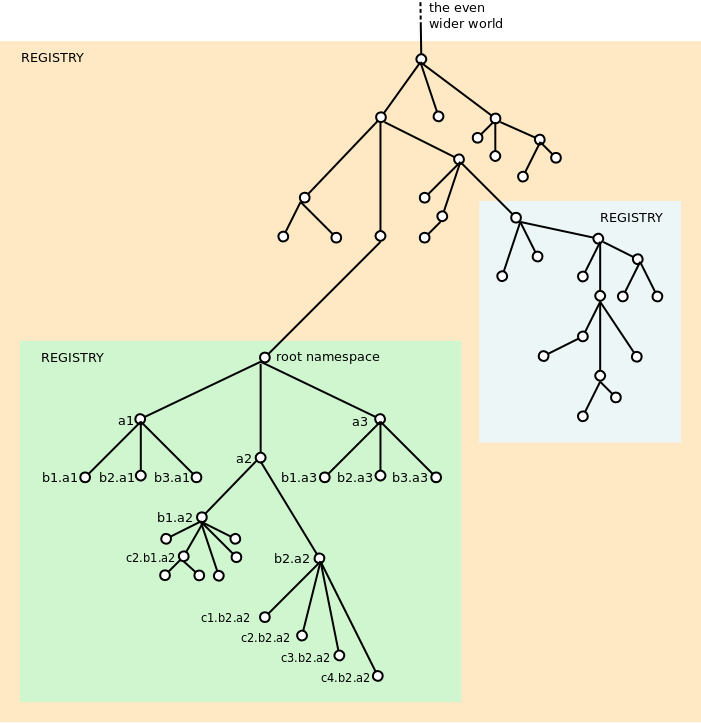 the even
wider world
REGISTRY
REGISTRY
REGISTRY
root namespace
a1
a3
a2
b1.a1
b2.a1
b3.a1
b1.a3
b2.a3
b3.a3
b1.a2
c2.b1.a2
b2.a2
c1.b2.a2
c2.b2.a2
c3.b2.a2
c4.b2.a2